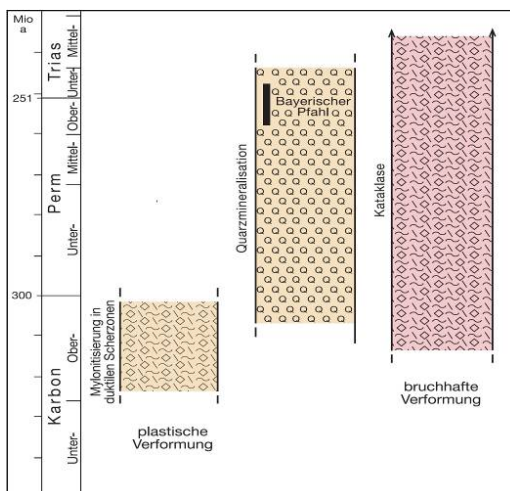 Mio
a
Trias
Mittel-
Unter-
251
Perm
Ober-
Mittel-
Unter-
300
Karbon
Ober-
Unter-
Mylonitisierung in
duktilen Scherzonen
plastische
Verformung
Quarzmineralisation
Bayerischer
Pfahl
Kataklase
bruchhafte
Verformung